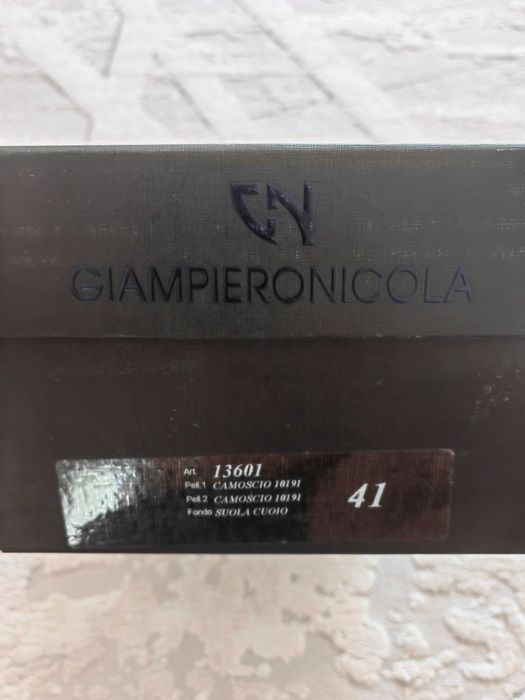 GN
GIAMPIERONICOLA
Art. 13601
Pell.1 CAMOSCIO 10191
Pell.2 CAMOSCIO 10191
Fondo SUOLA CUOIO
41